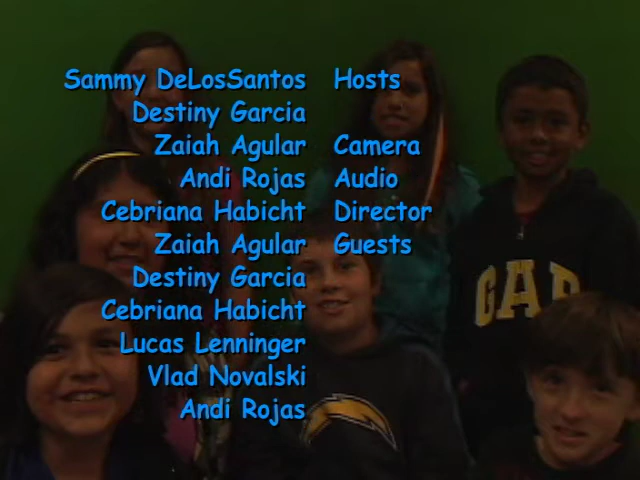 Sammy DeLosSantos Hosts
Destiny Garcia
Zaiah Agular Camera
Andi Rojas Audio
Cebriana Habicht Director
Zaiah Agular Guests
Destiny Garcia
Cebriana Habicht
Lucas Lenninger
Vlad Novalski
Andi Rojas
GAP